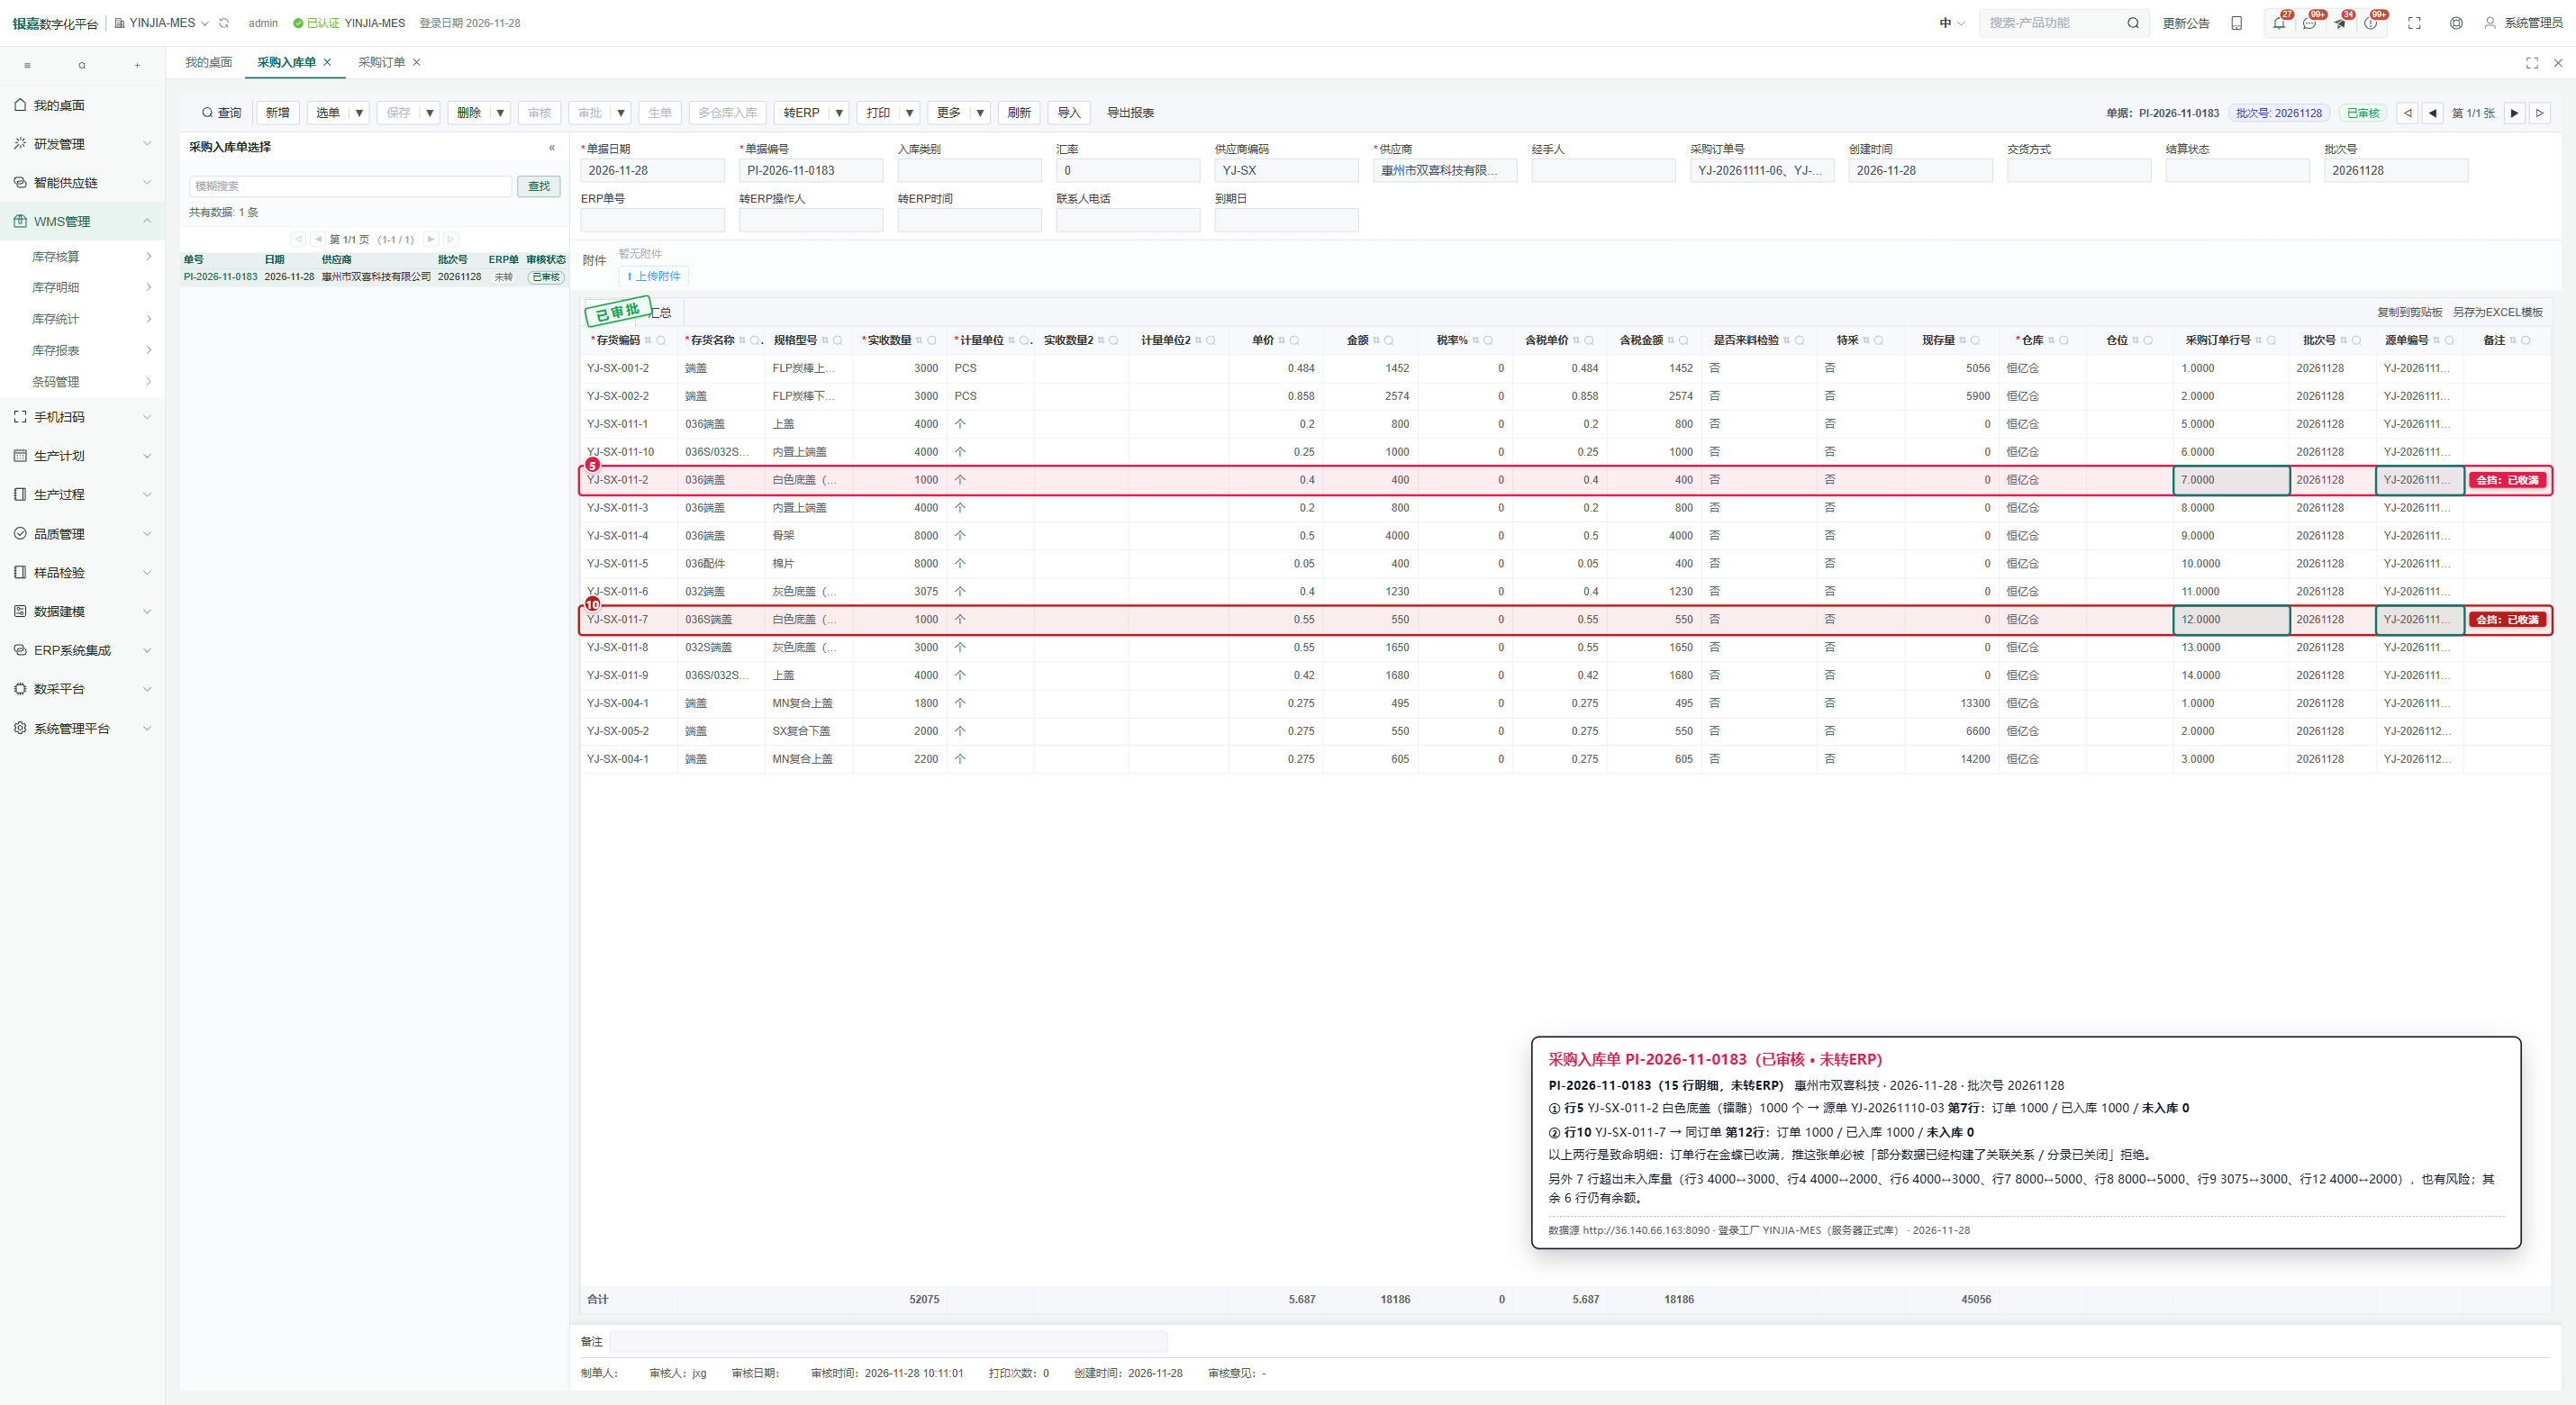 银嘉数字化平台 YINJIA-MES admin 已认证 YINJIA-MES 登录日期 2026-11-28 中 搜索-产品功能 更新公告 27 99+ 34 99+ 系统管理员
我的桌面 采购入库单 采购订单
我的桌面
研发管理
智能供应链
WMS管理
库存核算
库存明细
库存统计
库存报表
条码管理
手机扫码
生产计划
生产过程
品质管理
样品检验
数据建模
ERP系统集成
数采平台
系统管理平台
查询 新增 选单 保存 删除 审核 审批 生单 多仓库入库 转ERP 打印 更多 刷新 导入 导出报表 单据：PI-2026-11-0183 批次号: 20261128 已审核 第 1/1 张
采购入库单选择
模糊搜索 查找
共有数据: 1 条
第 1/1 页 (1-1 / 1)
单号 日期 供应商 批次号 ERP单 审核状态
PI-2026-11-0183 2026-11-28 惠州市双喜科技有限公司 20261128 未转 已审核
*单据日期 *单据编号 入库类别 汇率 供应商编码 *供应商 经手人 采购订单号 创建时间 交货方式 结算状态 批次号
2026-11-28 PI-2026-11-0183 0 YJ-SX 惠州市双喜科技有限... YJ-20261111-06、YJ-... 2026-11-28 20261128
ERP单号 转ERP操作人 转ERP时间 联系人电话 到期日
附件 暂无附件
上传附件
已审批 汇总 复制到剪贴板 另存为EXCEL模板
*存货编码 *存货名称 规格型号 *实收数量 *计量单位 实收数量2 计量单位2 单价 金额 税率% 含税单价 含税金额 是否来料检验 特采 现存量 *仓库 仓位 采购订单行号 批次号 源单编号 备注
YJ-SX-001-2 端盖 FLP炭棒上... 3000 PCS 0.484 1452 0 0.484 1452 否 否 5056 恒亿仓 1.0000 20261128 YJ-2026111...
YJ-SX-002-2 端盖 FLP炭棒下... 3000 PCS 0.858 2574 0 0.858 2574 否 否 5900 恒亿仓 2.0000 20261128 YJ-2026111...
YJ-SX-011-1 036端盖 上盖 4000 个 0.2 800 0 0.2 800 否 否 0 恒亿仓 5.0000 20261128 YJ-2026111...
YJ-SX-011-10 036S/032S... 内置上端盖 4000 个 0.25 1000 0 0.25 1000 否 否 0 恒亿仓 6.0000 20261128 YJ-2026111...
5
YJ-SX-011-2 036端盖 白色底盖（... 1000 个 0.4 400 0 0.4 400 否 否 0 恒亿仓 7.0000 20261128 YJ-2026111... 会挡：已收满
YJ-SX-011-3 036端盖 内置上端盖 4000 个 0.2 800 0 0.2 800 否 否 0 恒亿仓 8.0000 20261128 YJ-2026111...
YJ-SX-011-4 036端盖 骨架 8000 个 0.5 4000 0 0.5 4000 否 否 0 恒亿仓 9.0000 20261128 YJ-2026111...
YJ-SX-011-5 036配件 棉片 8000 个 0.05 400 0 0.05 400 否 否 0 恒亿仓 10.0000 20261128 YJ-2026111...
YJ-SX-011-6 032端盖 灰色底盖（... 3075 个 0.4 1230 0 0.4 1230 否 否 0 恒亿仓 11.0000 20261128 YJ-2026111...
10
YJ-SX-011-7 036S端盖 白色底盖（... 1000 个 0.55 550 0 0.55 550 否 否 0 恒亿仓 12.0000 20261128 YJ-2026111... 会挡：已收满
YJ-SX-011-8 032S端盖 灰色底盖（... 3000 个 0.55 1650 0 0.55 1650 否 否 0 恒亿仓 13.0000 20261128 YJ-2026111...
YJ-SX-011-9 036S/032S... 上盖 4000 个 0.42 1680 0 0.42 1680 否 否 0 恒亿仓 14.0000 20261128 YJ-2026111...
YJ-SX-004-1 端盖 MN复合上盖 1800 个 0.275 495 0 0.275 495 否 否 13300 恒亿仓 1.0000 20261128 YJ-2026111...
YJ-SX-005-2 端盖 SX复合下盖 2000 个 0.275 550 0 0.275 550 否 否 6600 恒亿仓 2.0000 20261128 YJ-2026112...
YJ-SX-004-1 端盖 MN复合上盖 2200 个 0.275 605 0 0.275 605 否 否 14200 恒亿仓 3.0000 20261128 YJ-2026112...
采购入库单 PI-2026-11-0183（已审核 • 未转ERP）
PI-2026-11-0183（15 行明细，未转ERP） 惠州市双喜科技 · 2026-11-28 · 批次号 20261128
① 行5 YJ-SX-011-2 白色底盖（镭雕）1000 个 → 源单 YJ-20261110-03 第7行：订单 1000 / 已入库 1000 / 未入库 0
② 行10 YJ-SX-011-7 → 同订单 第12行：订单 1000 / 已入库 1000 / 未入库 0
以上两行是致命明细：订单行在金蝶已收满，推这张单必被「部分数据已经构建了关联关系 / 分录已关闭」拒绝。
另外 7 行超出未入库量（行3 4000↔3000、行4 4000↔2000、行6 4000↔3000、行7 8000↔5000、行8 8000↔5000、行9 3075↔3000、行12 4000↔2000），也有风险；其
余 6 行仍有余额。
数据源 http://36.140.66.163:8090 · 登录工厂 YINJIA-MES（服务器正式库） · 2026-11-28
合计 52075 5.687 18186 0 5.687 18186 45056
备注
制单人： 审核人：jxg 审核日期： 审核时间：2026-11-28 10:11:01 打印次数：0 创建时间：2026-11-28 审核意见：-